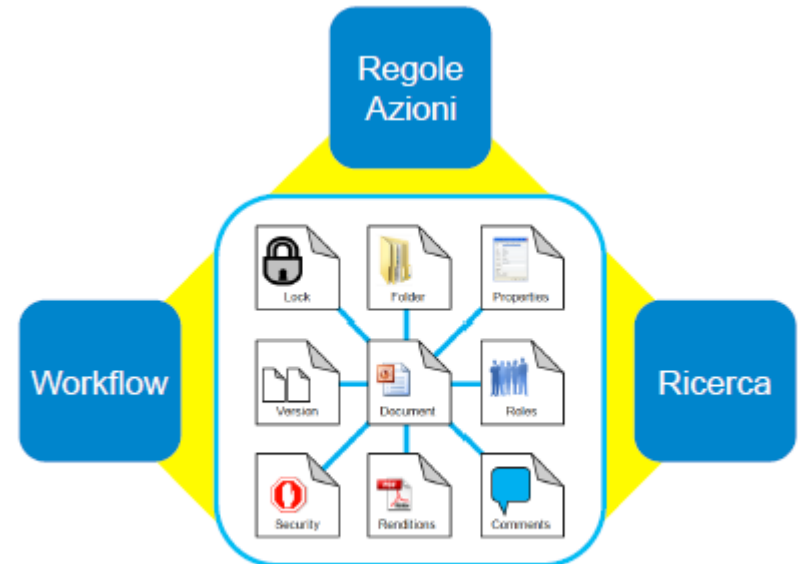 Regole
Azioni
Workflow
Ricerca
Lock
Folder
Properties
Version
Document
Roles
Security
Renditions
Comments